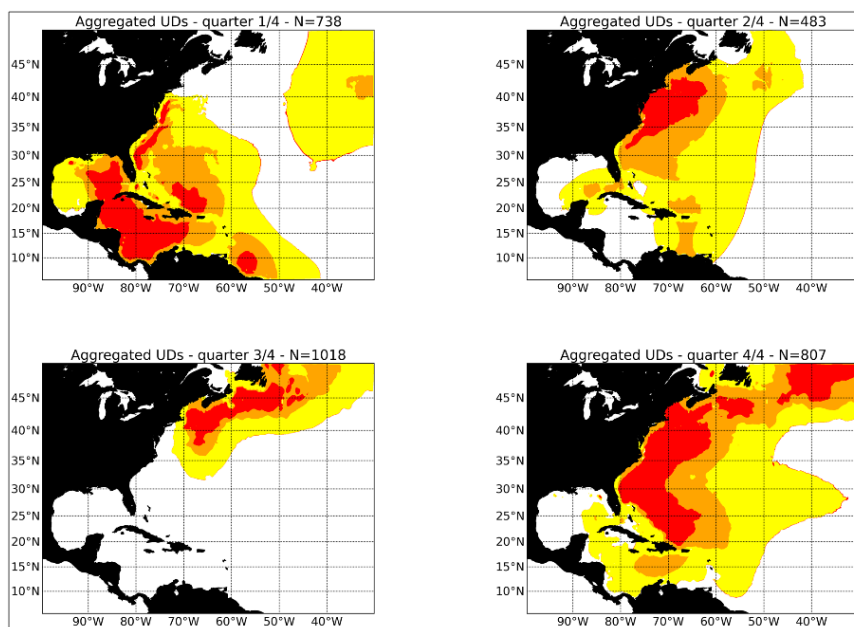 Aggregated UDs - quarter 1/4 - N=738
45°N
40°N
35°N
30°N
25°N
20°N
15°N
10°N
90°W 80°W 70°W 60°W 50°W 40°W
Aggregated UDs - quarter 2/4 - N=483
45°N
40°N
35°N
30°N
25°N
20°N
15°N
10°N
90°W 80°W 70°W 60°W 50°W 40°W
Aggregated UDs - quarter 3/4 - N=1018
45°N
40°N
35°N
30°N
25°N
20°N
15°N
10°N
90°W 80°W 70°W 60°W 50°W 40°W
Aggregated UDs - quarter 4/4 - N=807
45°N
40°N
35°N
30°N
25°N
20°N
15°N
10°N
90°W 80°W 70°W 60°W 50°W 40°W